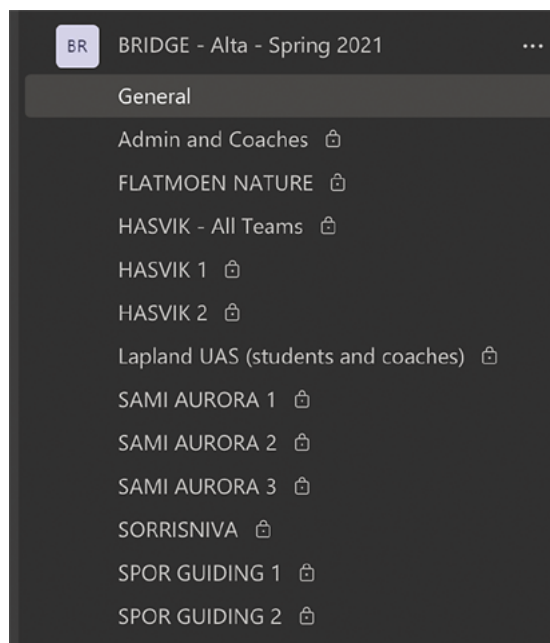 BR BRIDGE - Alta - Spring 2021 ...
General
Admin and Coaches
FLATMOEN NATURE
HASVIK - All Teams
HASVIK 1
HASVIK 2
Lapland UAS (students and coaches)
SAMI AURORA 1
SAMI AURORA 2
SAMI AURORA 3
SORRISNIVA
SPOR GUIDING 1
SPOR GUIDING 2